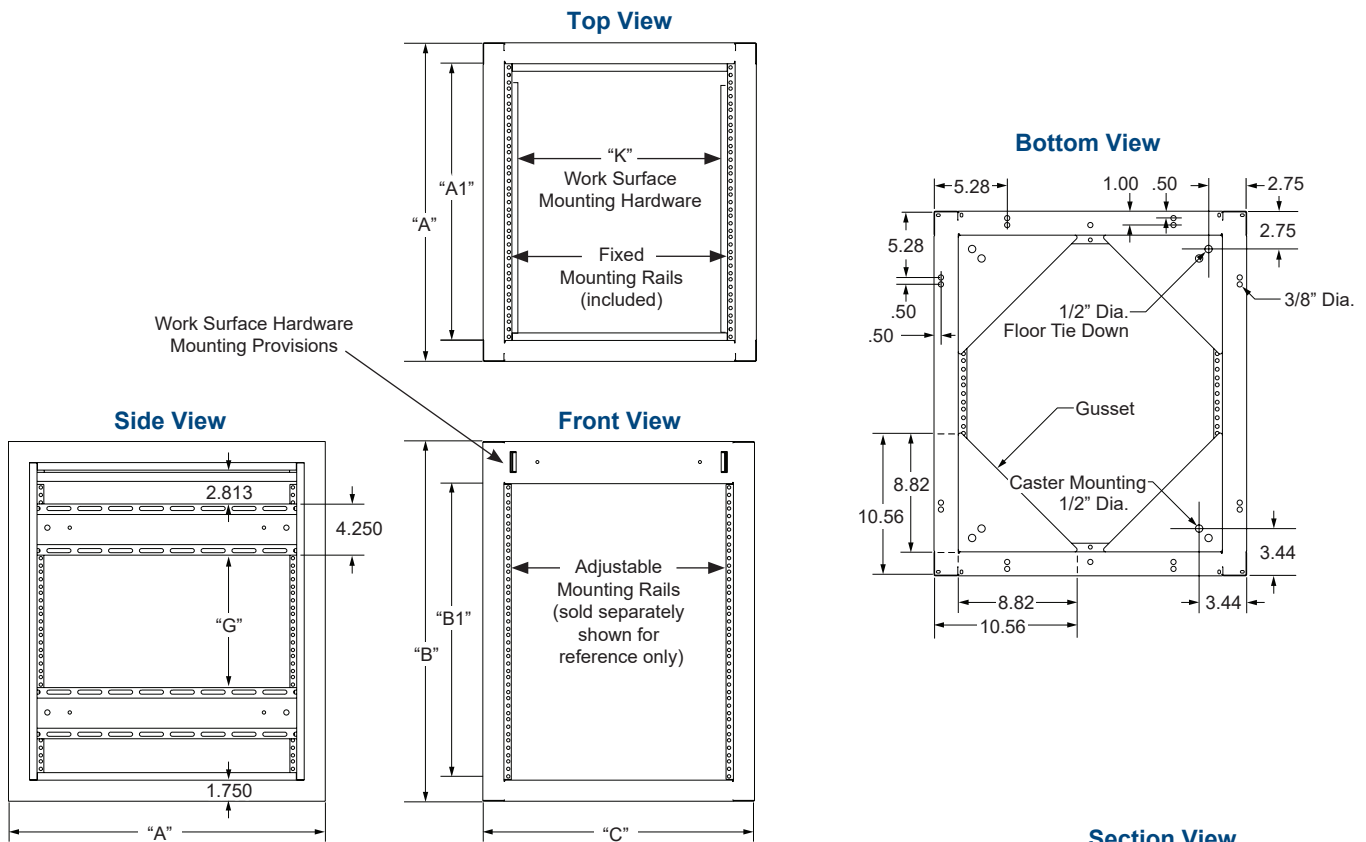 Top View
“A1”
“A”
“K”
Work Surface
Mounting Hardware
Fixed
Mounting Rails
(included)
Work Surface Hardware
Mounting Provisions
Bottom View
5.28
1.00
.50
2.75
2.75
5.28
.50
.50
1/2” Dia.
Floor Tie Down
3/8” Dia.
Gusset
Caster Mounting
1/2” Dia.
8.82
10.56
3.44
8.82
3.44
10.56
Side View
2.813
4.250
“G”
1.750
“A”
Front View
“B1”
“B”
Adjustable
Mounting Rails
(sold separately
shown for
reference only)
“C”
Section View